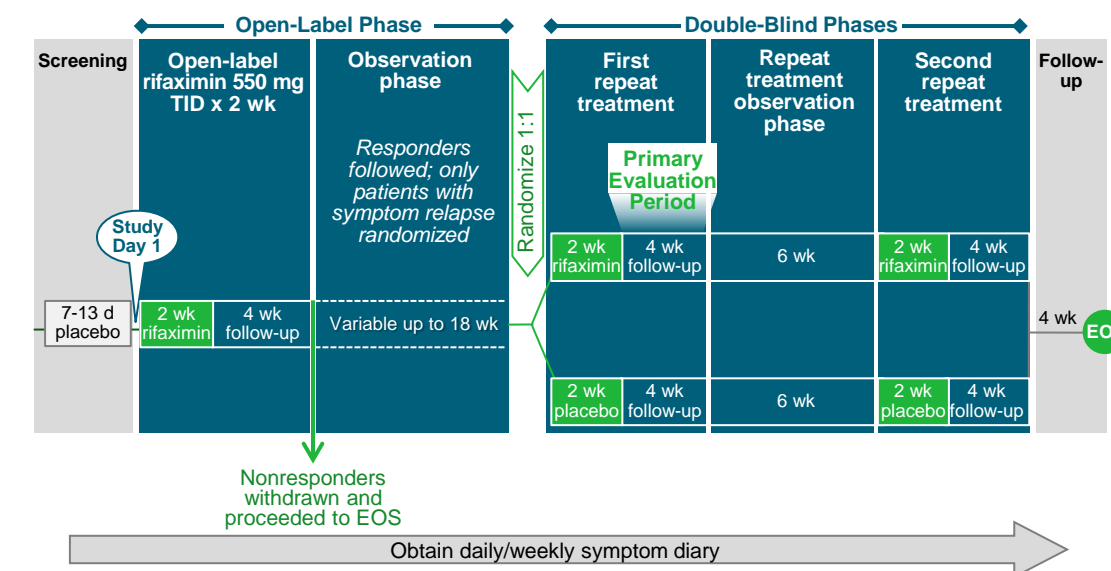 Open-Label Phase
Double-Blind Phases
Screening
Open-label
rifaximin 550 mg
TID x 2 wk
Observation
phase
Responders
followed; only
patients with
symptom relapse
randomized
Randomize 1:1
First
repeat
treatment
Repeat
treatment
observation
phase
Second
repeat
treatment
Follow-
up
Primary
Evaluation
Period
Study
Day 1
7-13 d
placebo
2 wk
rifaximin
4 wk
follow-up
Variable up to 18 wk
2 wk
rifaximin
4 wk
follow-up
6 wk
2 wk
rifaximin
4 wk
follow-up
2 wk
placebo
4 wk
follow-up
6 wk
2 wk
placebo
4 wk
follow-up
4 wk
EO
Nonresponders
withdrawn and
proceeded to EOS
Obtain daily/weekly symptom diary